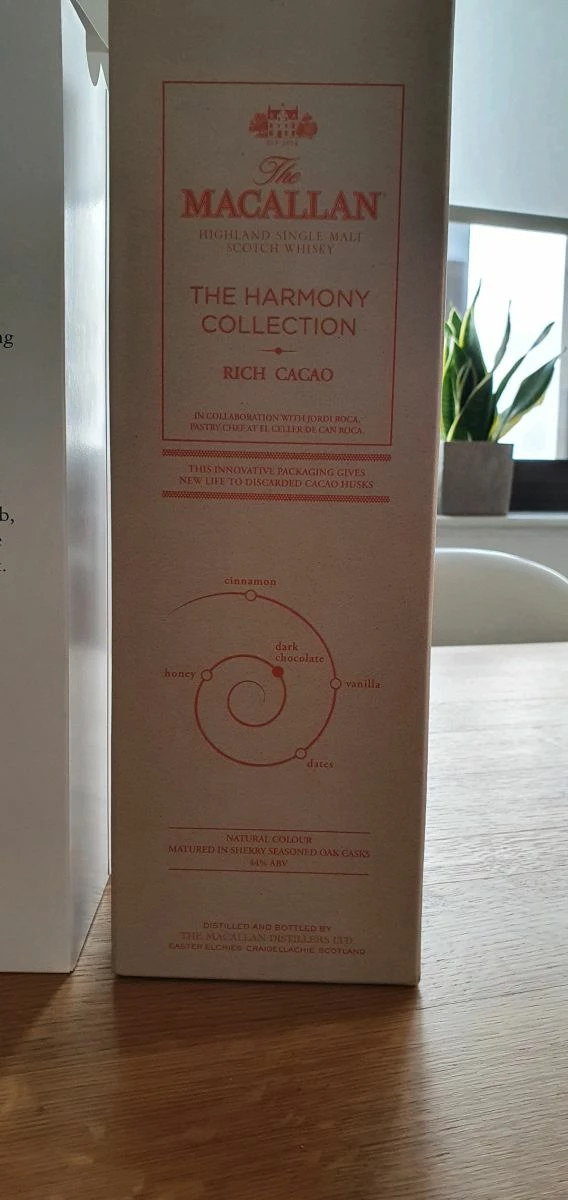 EST. 1824
The
MACALLAN
HIGHLAND SINGLE MALT
SCOTCH WHISKY
THE HARMONY
COLLECTION
RICH CACAO
IN COLLABORATION WITH JORDI ROCA,
PASTRY CHEF AT EL CELLER DE CAN ROCA.
THIS INNOVATIVE PACKAGING GIVES
NEW LIFE TO DISCARDED CACAO HUSKS
cinnamon
dark
chocolate
honey
vanilla
dates
NATURAL COLOUR
MATURED IN SHERRY SEASONED OAK CASKS
44% ABV
DISTILLED AND BOTTLED BY
THE MACALLAN DISTILLERS LTD
EASTER ELCHIES CRAIGELLACHIE SCOTLAND